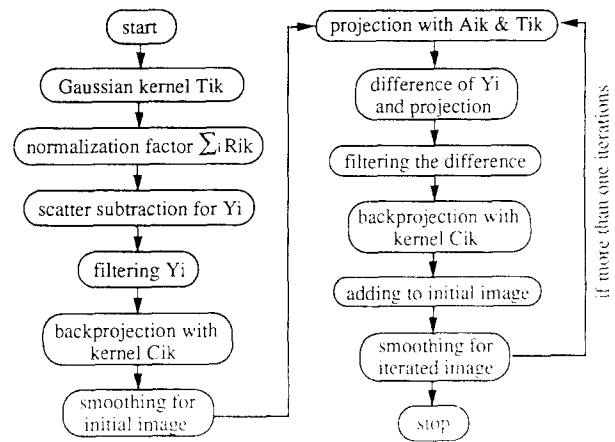 start
Gaussian kernel Tik
normalization factor ∑i Rik
scatter subtraction for Yi
filtering Yi
backprojection with
kernel Cik
smoothing for
initial image
projection with Aik & Tik
difference of Yi
and projection
filtering the difference
backprojection with
kernel Cik
adding to initial image
smoothing for
iterated image
stop
if more than one iterations